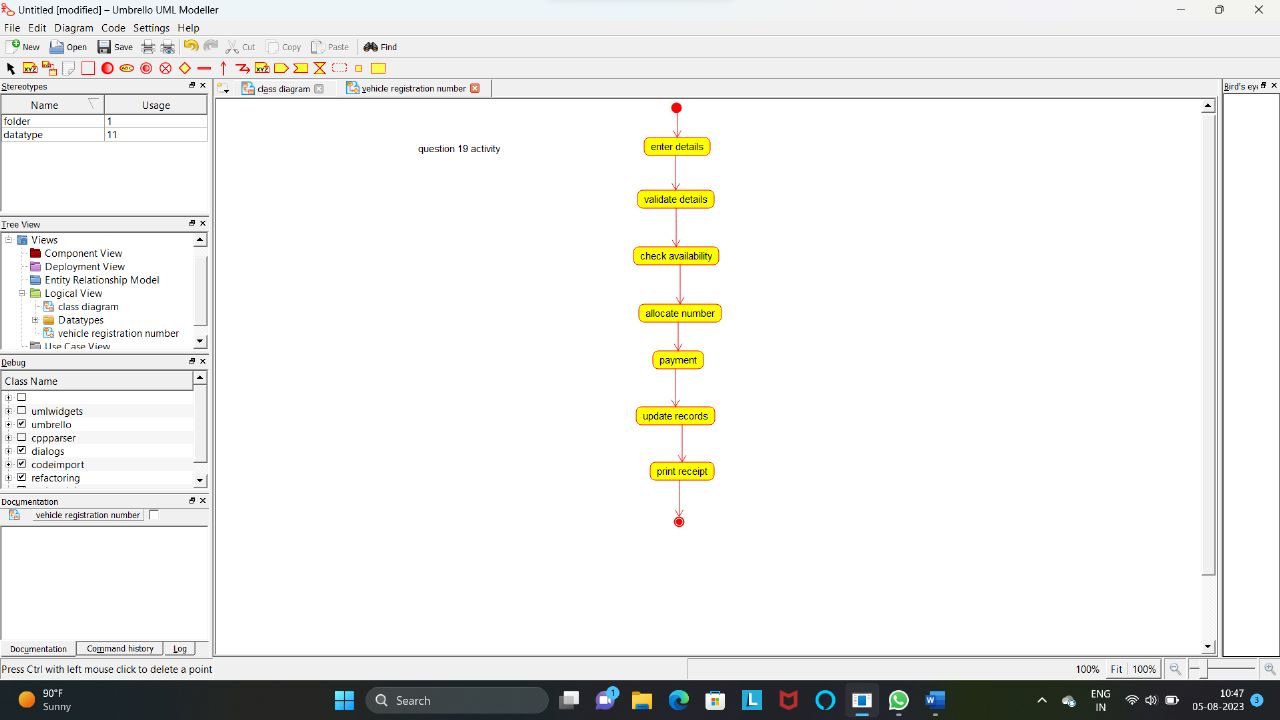 Untitled [modified] – Umbrello UML Modeller
File Edit Diagram Code Settings Help
New Open Save Cut Copy Paste Find
Stereotypes
class diagram
vehicle registration number
Bird's ey
Name Usage
folder 1
datatype 11
Tree View
Views
Component View
Deployment View
Entity Relationship Model
Logical View
class diagram
Datatypes
vehicle registration number
Use Case View
Debug
Class Name
umlwidgets
umbrello
cppparser
dialogs
codeimport
refactoring
Documentation
vehicle registration number
Documentation Command history Log
question 19 activity
enter details
validate details
check availability
allocate number
payment
update records
print receipt
Press Ctrl with left mouse click to delete a point
100% Fit 100%
90°F
Sunny
Search
1
L
W
ENG
IN
10:47
05-08-2023
3